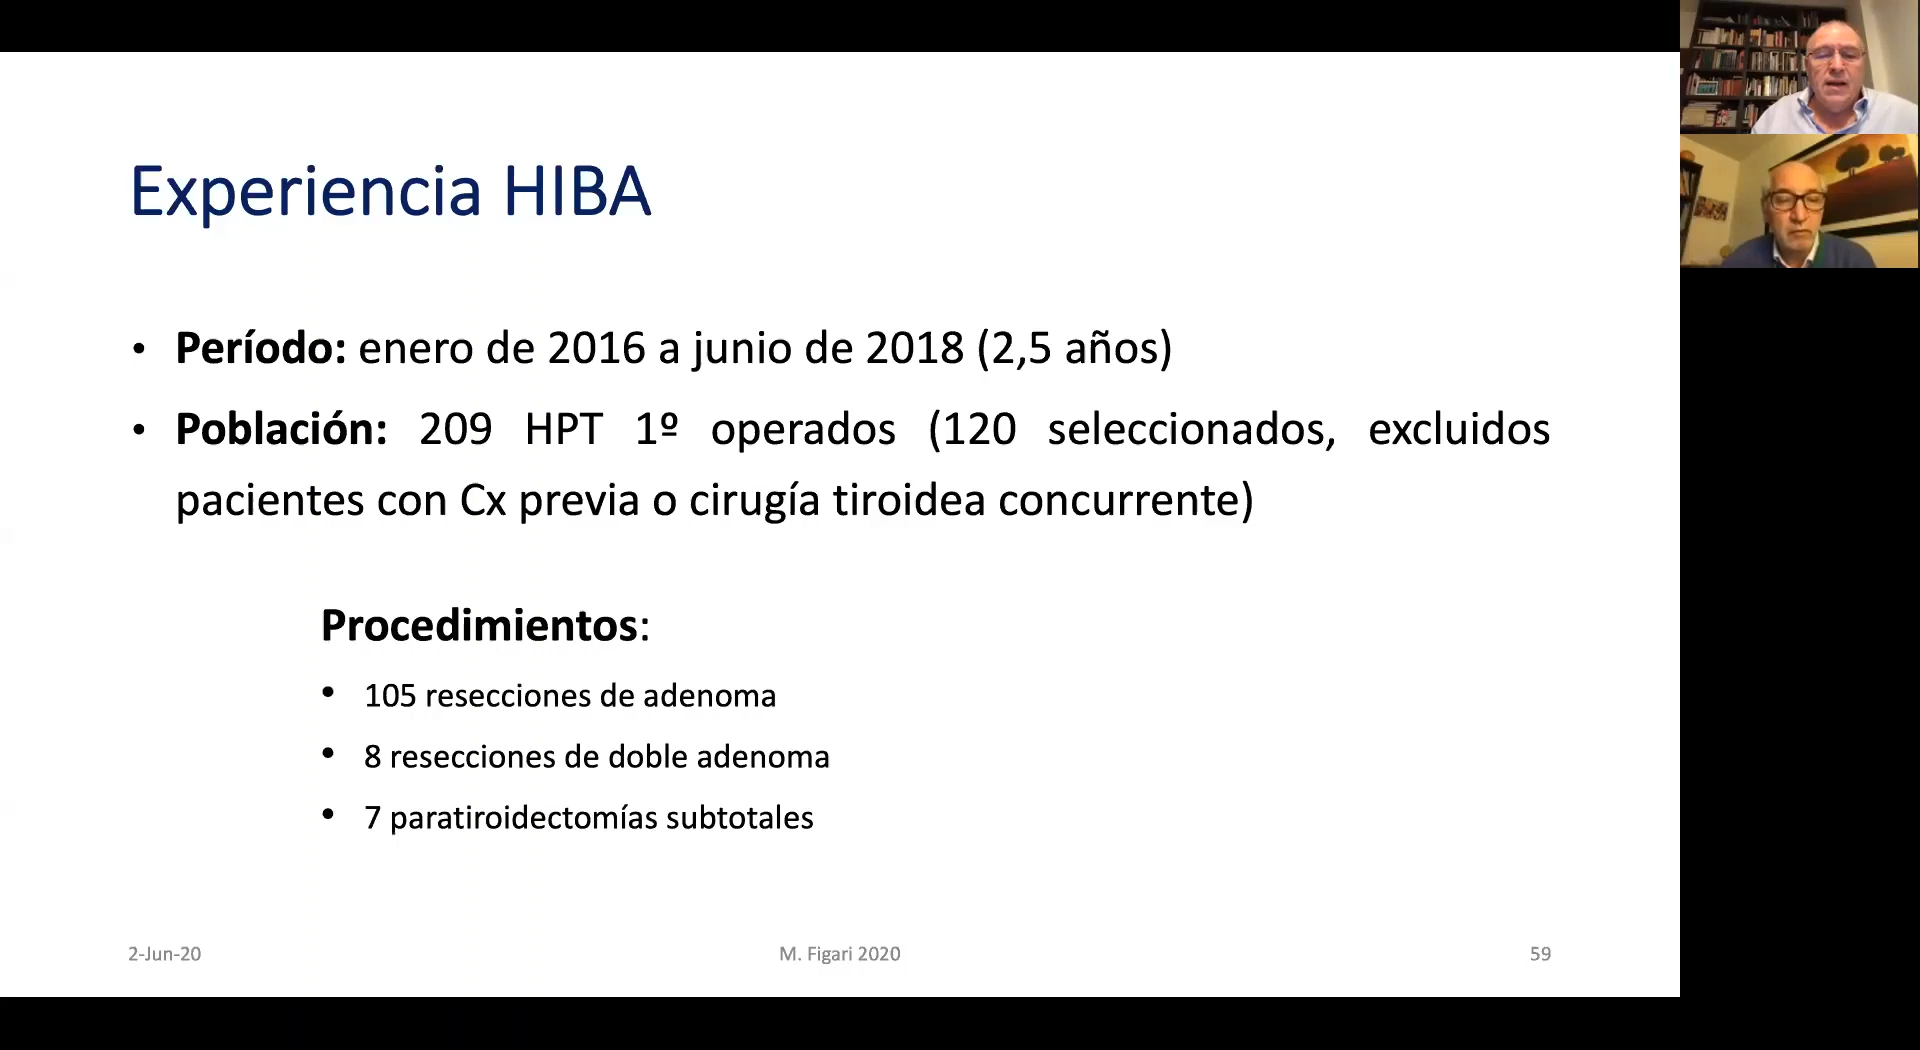 Experiencia HIBA
• Período: enero de 2016 a junio de 2018 (2,5 años)
• Población: 209 HPT 1º operados (120 seleccionados, excluidos
pacientes con Cx previa o cirugía tiroidea concurrente)
Procedimientos:
• 105 resecciones de adenoma
• 8 resecciones de doble adenoma
• 7 paratiroidectomías subtotales
2-Jun-20
M. Figari 2020
59